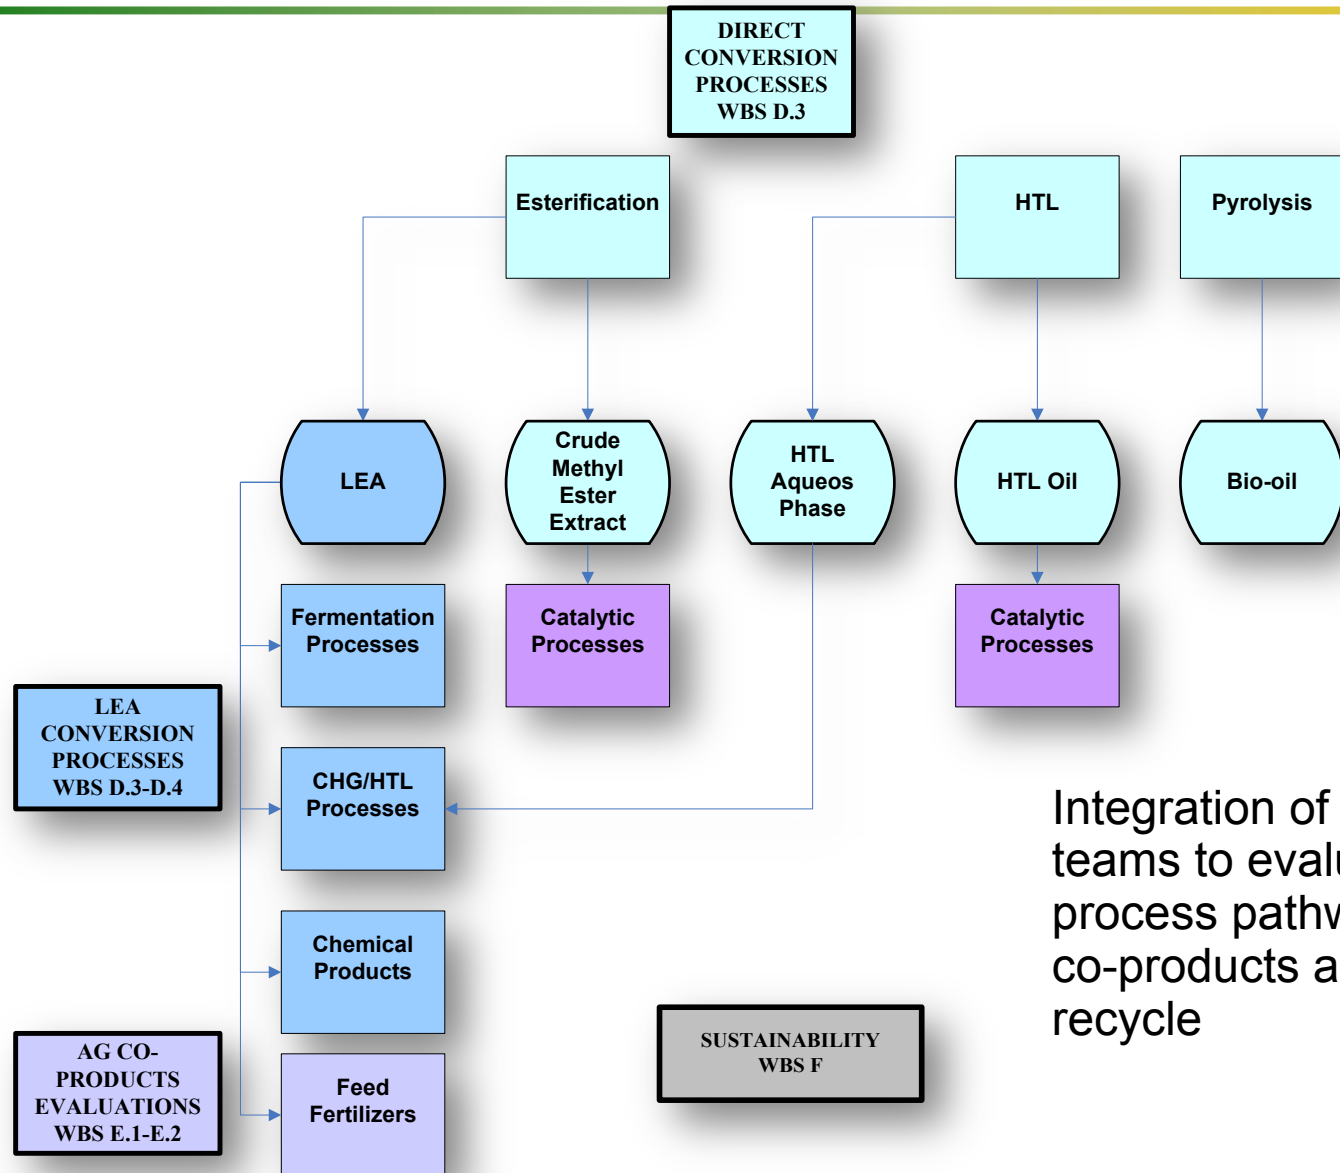 DIRECT
CONVERSION
PROCESSES
WBS D.3
Esterification
HTL
Pyrolysis
LEA
Crude
Methyl
Ester
Extract
HTL
Aqueos
Phase
HTL Oil
Bio-oil
Fermentation
Processes
Catalytic
Processes
Catalytic
Processes
LEA
CONVERSION
PROCESSES
WBS D.3-D.4
CHG/HTL
Processes
Chemical
Products
Integration of
teams to
process
co-products
recycle
SUSTAINABILITY
WBS F
AG CO-
PRODUCTS
EVALUATIONS
WBS E.1-E.2
Feed
Fertilizers